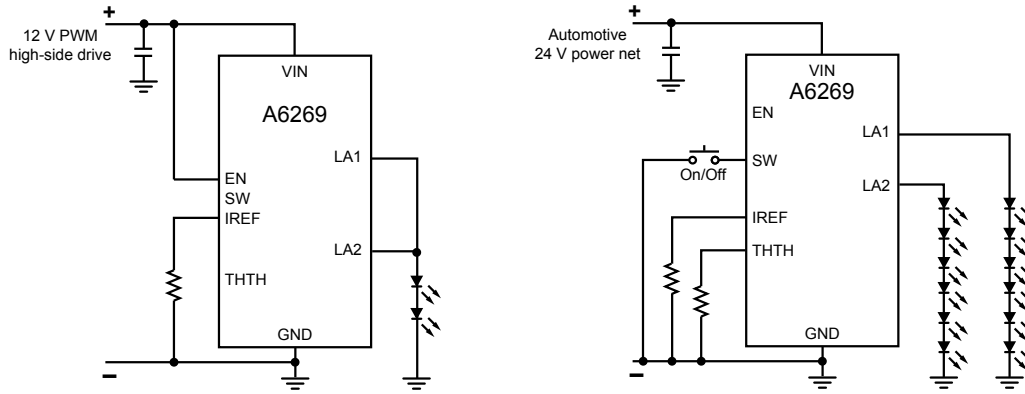 +
12 V PWM
high-side drive
VIN
A6269
LA1
EN
SW
IREF
LA2
THTH
GND
–
+
Automotive
24 V power net
VIN
A6269
EN
LA1
SW
On/Off
LA2
IREF
THTH
GND
–